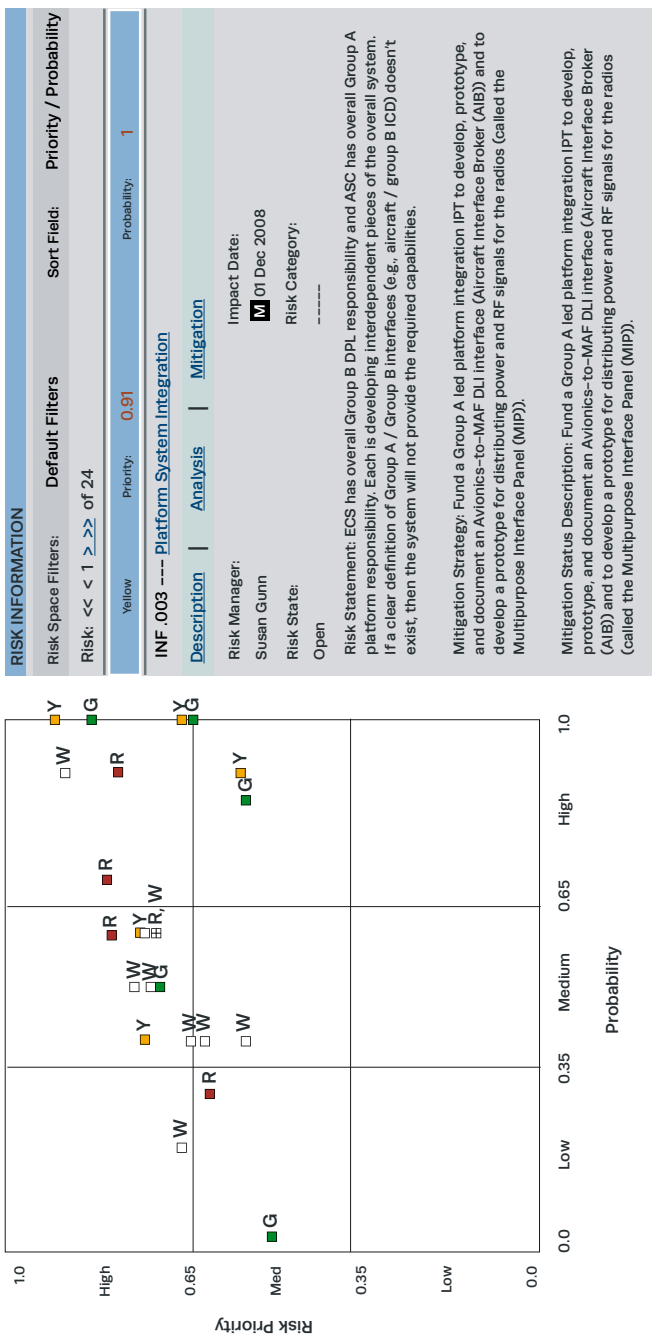 1.0
High
0.65
Med
0.35
Low
0.0
Risk Priority
Y
W
G
R
Y
G
Y
G
R
R
Y
R, W
W
W
G
Y
W
W
W
R
W
G
0.0
Low
0.35
Medium
0.65
High
1.0
Probability
RISK INFORMATION
Risk Space Filters: Default Filters Sort Field: Priority / Probability
Risk: << < 1 > >> of 24
Yellow Priority: 0.91 Probability: 1
INF .003 --- Platform System Integration
Description | Analysis | Mitigation
Risk Manager: Impact Date:
Susan Gunn M 01 Dec 2008
Risk State: Risk Category:
Open -----
Risk Statement: ECS has overall Group B DPL responsibility and ASC has overall Group A
platform responsibility. Each is developing interdependent pieces of the overall system.
If a clear definition of Group A / Group B interfaces (e.g., aircraft / group B ICD) doesn't
exist, then the system will not provide the required capabilities.
Mitigation Strategy: Fund a Group A led platform integration IPT to develop, prototype,
and document an Avionics-to-MAF DLI interface (Aircraft Interface Broker (AIB)) and to
develop a prototype for distributing power and RF signals for the radios (called the
Multipurpose Interface Panel (MIP)).
Mitigation Status Description: Fund a Group A led platform integration IPT to develop,
prototype, and document an Avionics-to-MAF DLI interface (Aircraft Interface Broker
(AIB)) and to develop a prototype for distributing power and RF signals for the radios
(called the Multipurpose Interface Panel (MIP)).